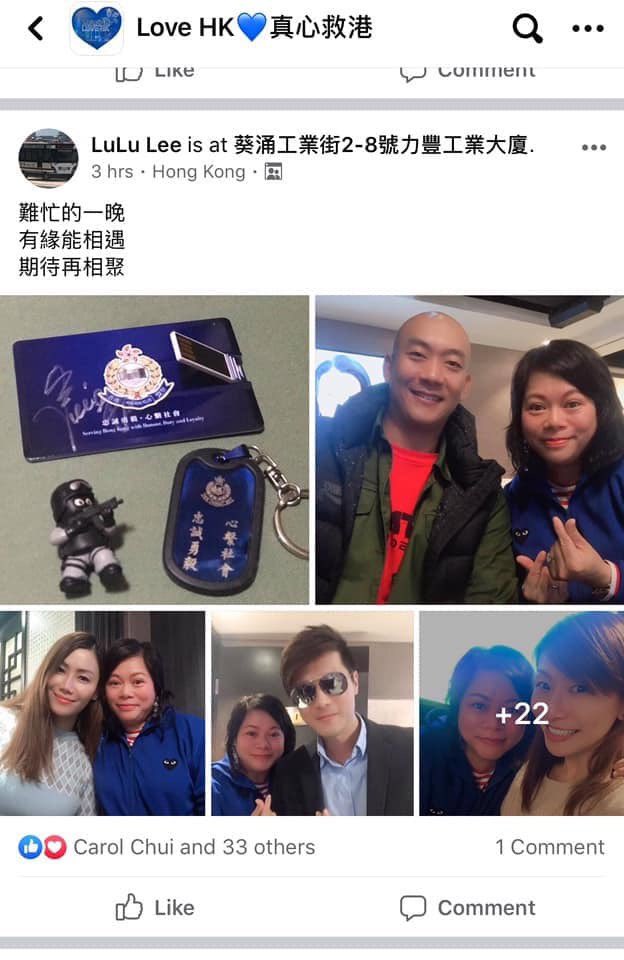 Love HK💙真心救港
Like
Comment
LuLu Lee is at 葵涌工業街2-8號力豐工業大廈.
3 hrs · Hong Kong ·
難忙的一晚
有緣能相遇
期待再相聚
忠誠勇毅·心繫社會
Serving Hong Kong with Honour, Duty and Loyalty
心繫社會
忠誠勇毅
+22
Carol Chui and 33 others
1 Comment
Like
Comment